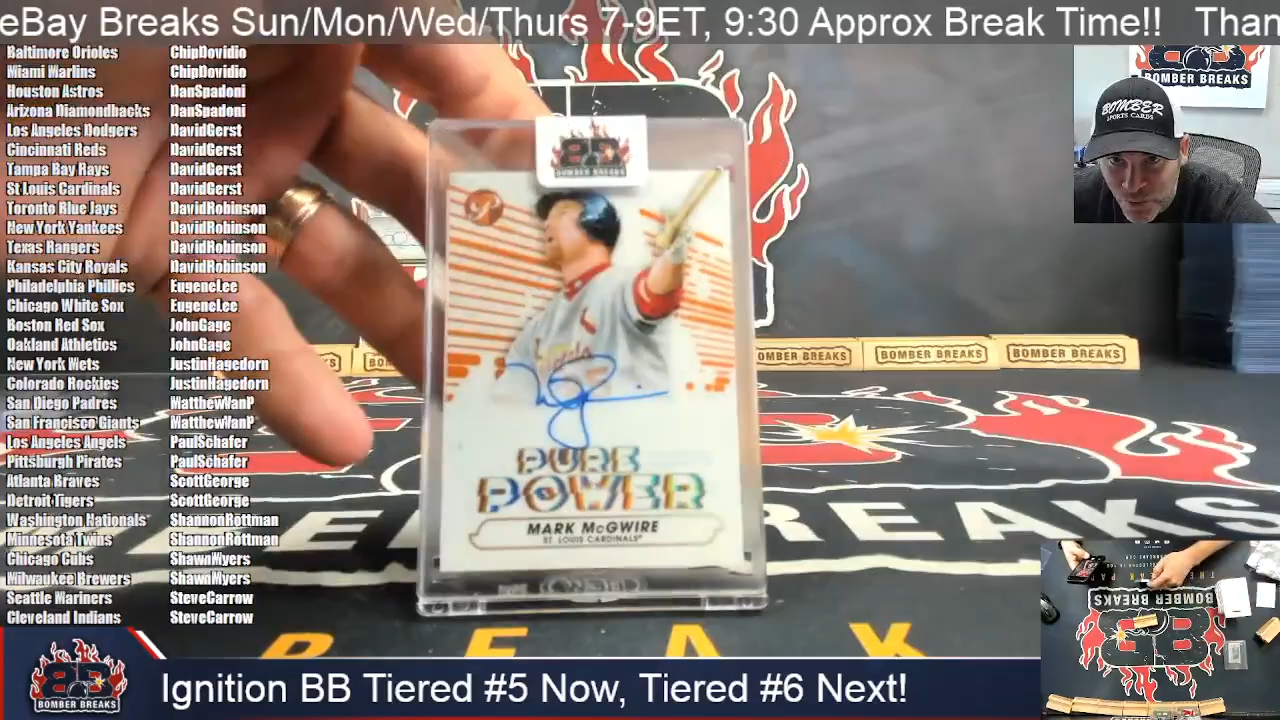 eBay Breaks Sun/Mon/Wed/Thurs 7-9ET, 9:30 Approx Break Time!! Than
Baltimore Orioles ChipDovidio
Miami Marlins ChipDovidio
Houston Astros DanSpadoni
Arizona Diamondbacks DanSpadoni
Los Angeles Dodgers DavidGerst
Cincinnati Reds DavidGerst
Tampa Bay Rays DavidGerst
St Louis Cardinals DavidGerst
Toronto Blue Jays DavidRobinson
New York Yankees DavidRobinson
Texas Rangers DavidRobinson
Kansas City Royals DavidRobinson
Philadelphia Phillies EugeneLee
Chicago White Sox EugeneLee
Boston Red Sox JohnGage
Oakland Athletics JohnGage
New York Mets JustinHagedorn
Colorado Rockies JustinHagedorn
San Diego Padres MatthewVanP
San Francisco Giants MatthewVanP
Los Angeles Angels PaulSchafer
Pittsburgh Pirates PaulSchafer
Atlanta Braves ScottGeorge
Detroit Tigers ScottGeorge
Washington Nationals ShannonRottman
Minnesota Twins ShannonRottman
Chicago Cubs ShawnMyers
Milwaukee Brewers ShawnMyers
Seattle Mariners SteveCarrow
Cleveland Indians SteveCarrow
BB
BOMBER BREAKS
PURE
POWER
MARK McGWIRE
ST. LOUIS CARDINALS
BOMBER BREAKS
BOMBER BREAKS
BOMBER BREAKS
BREAKS
BREAK
BOMBER BREAKS
BOMBER
SPORTS CARDS
BOMBER BREAKS
BB
BOMBER BREAKS
Ignition BB Tiered #5 Now, Tiered #6 Next!